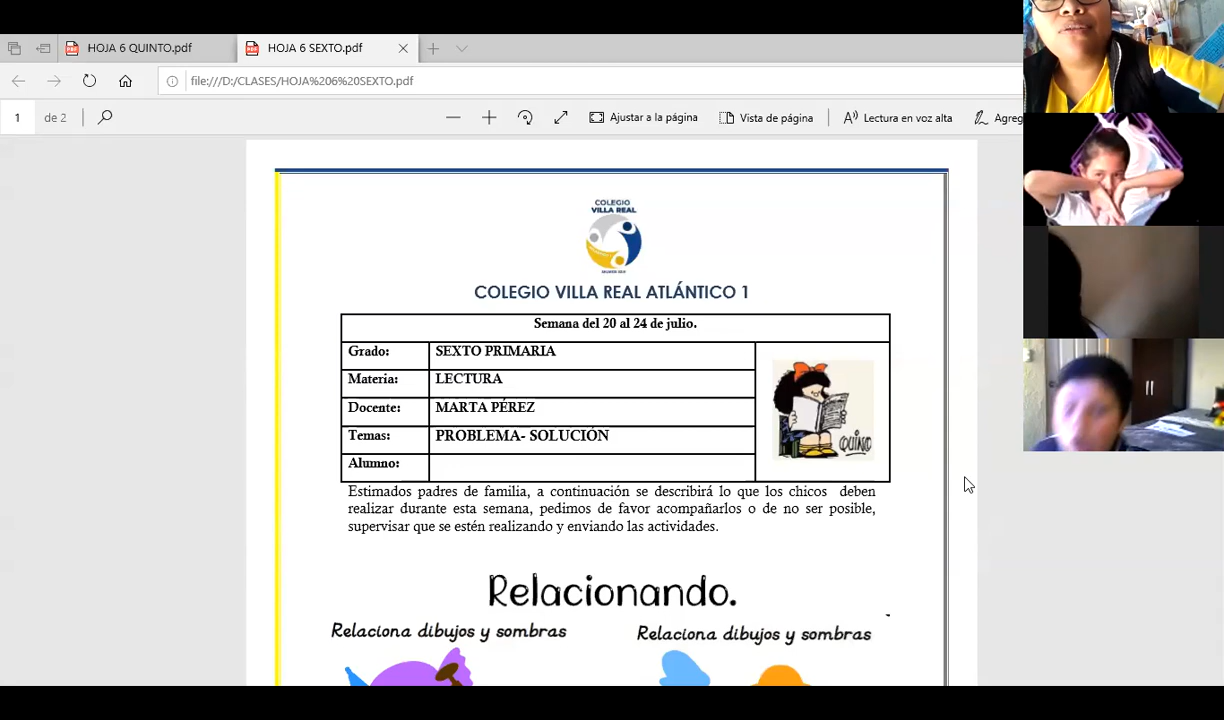 HOJA 6 QUINTO.pdf
HOJA 6 SEXTO.pdf
file:///D:/CLASES/HOJA%206%20SEXTO.pdf
1 de 2
Ajustar a la página
Vista de página
Lectura en voz alta
Agreg
COLEGIO
VILLA REAL
COLEGIO VILLA REAL ATLÁNTICO 1
Semana del 20 al 24 de julio.
Grado: SEXTO PRIMARIA
Materia: LECTURA
Docente: MARTA PÉREZ
Temas: PROBLEMA- SOLUCIÓN
Alumno:
QUINO
Estimados padres de familia, a continuación se describirá lo que los chicos deben
realizar durante esta semana, pedimos de favor acompañarlos o de no ser posible,
supervisar que se estén realizando y enviando las actividades.
Relacionando.
Relaciona dibujos y sombras
Relaciona dibujos y sombras